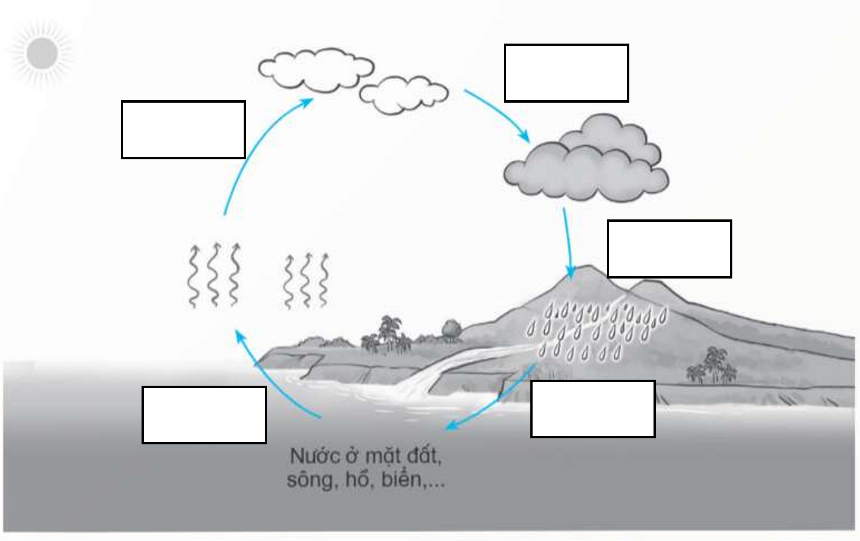 Nước ở mặt đất,
sông, hồ, biển,...